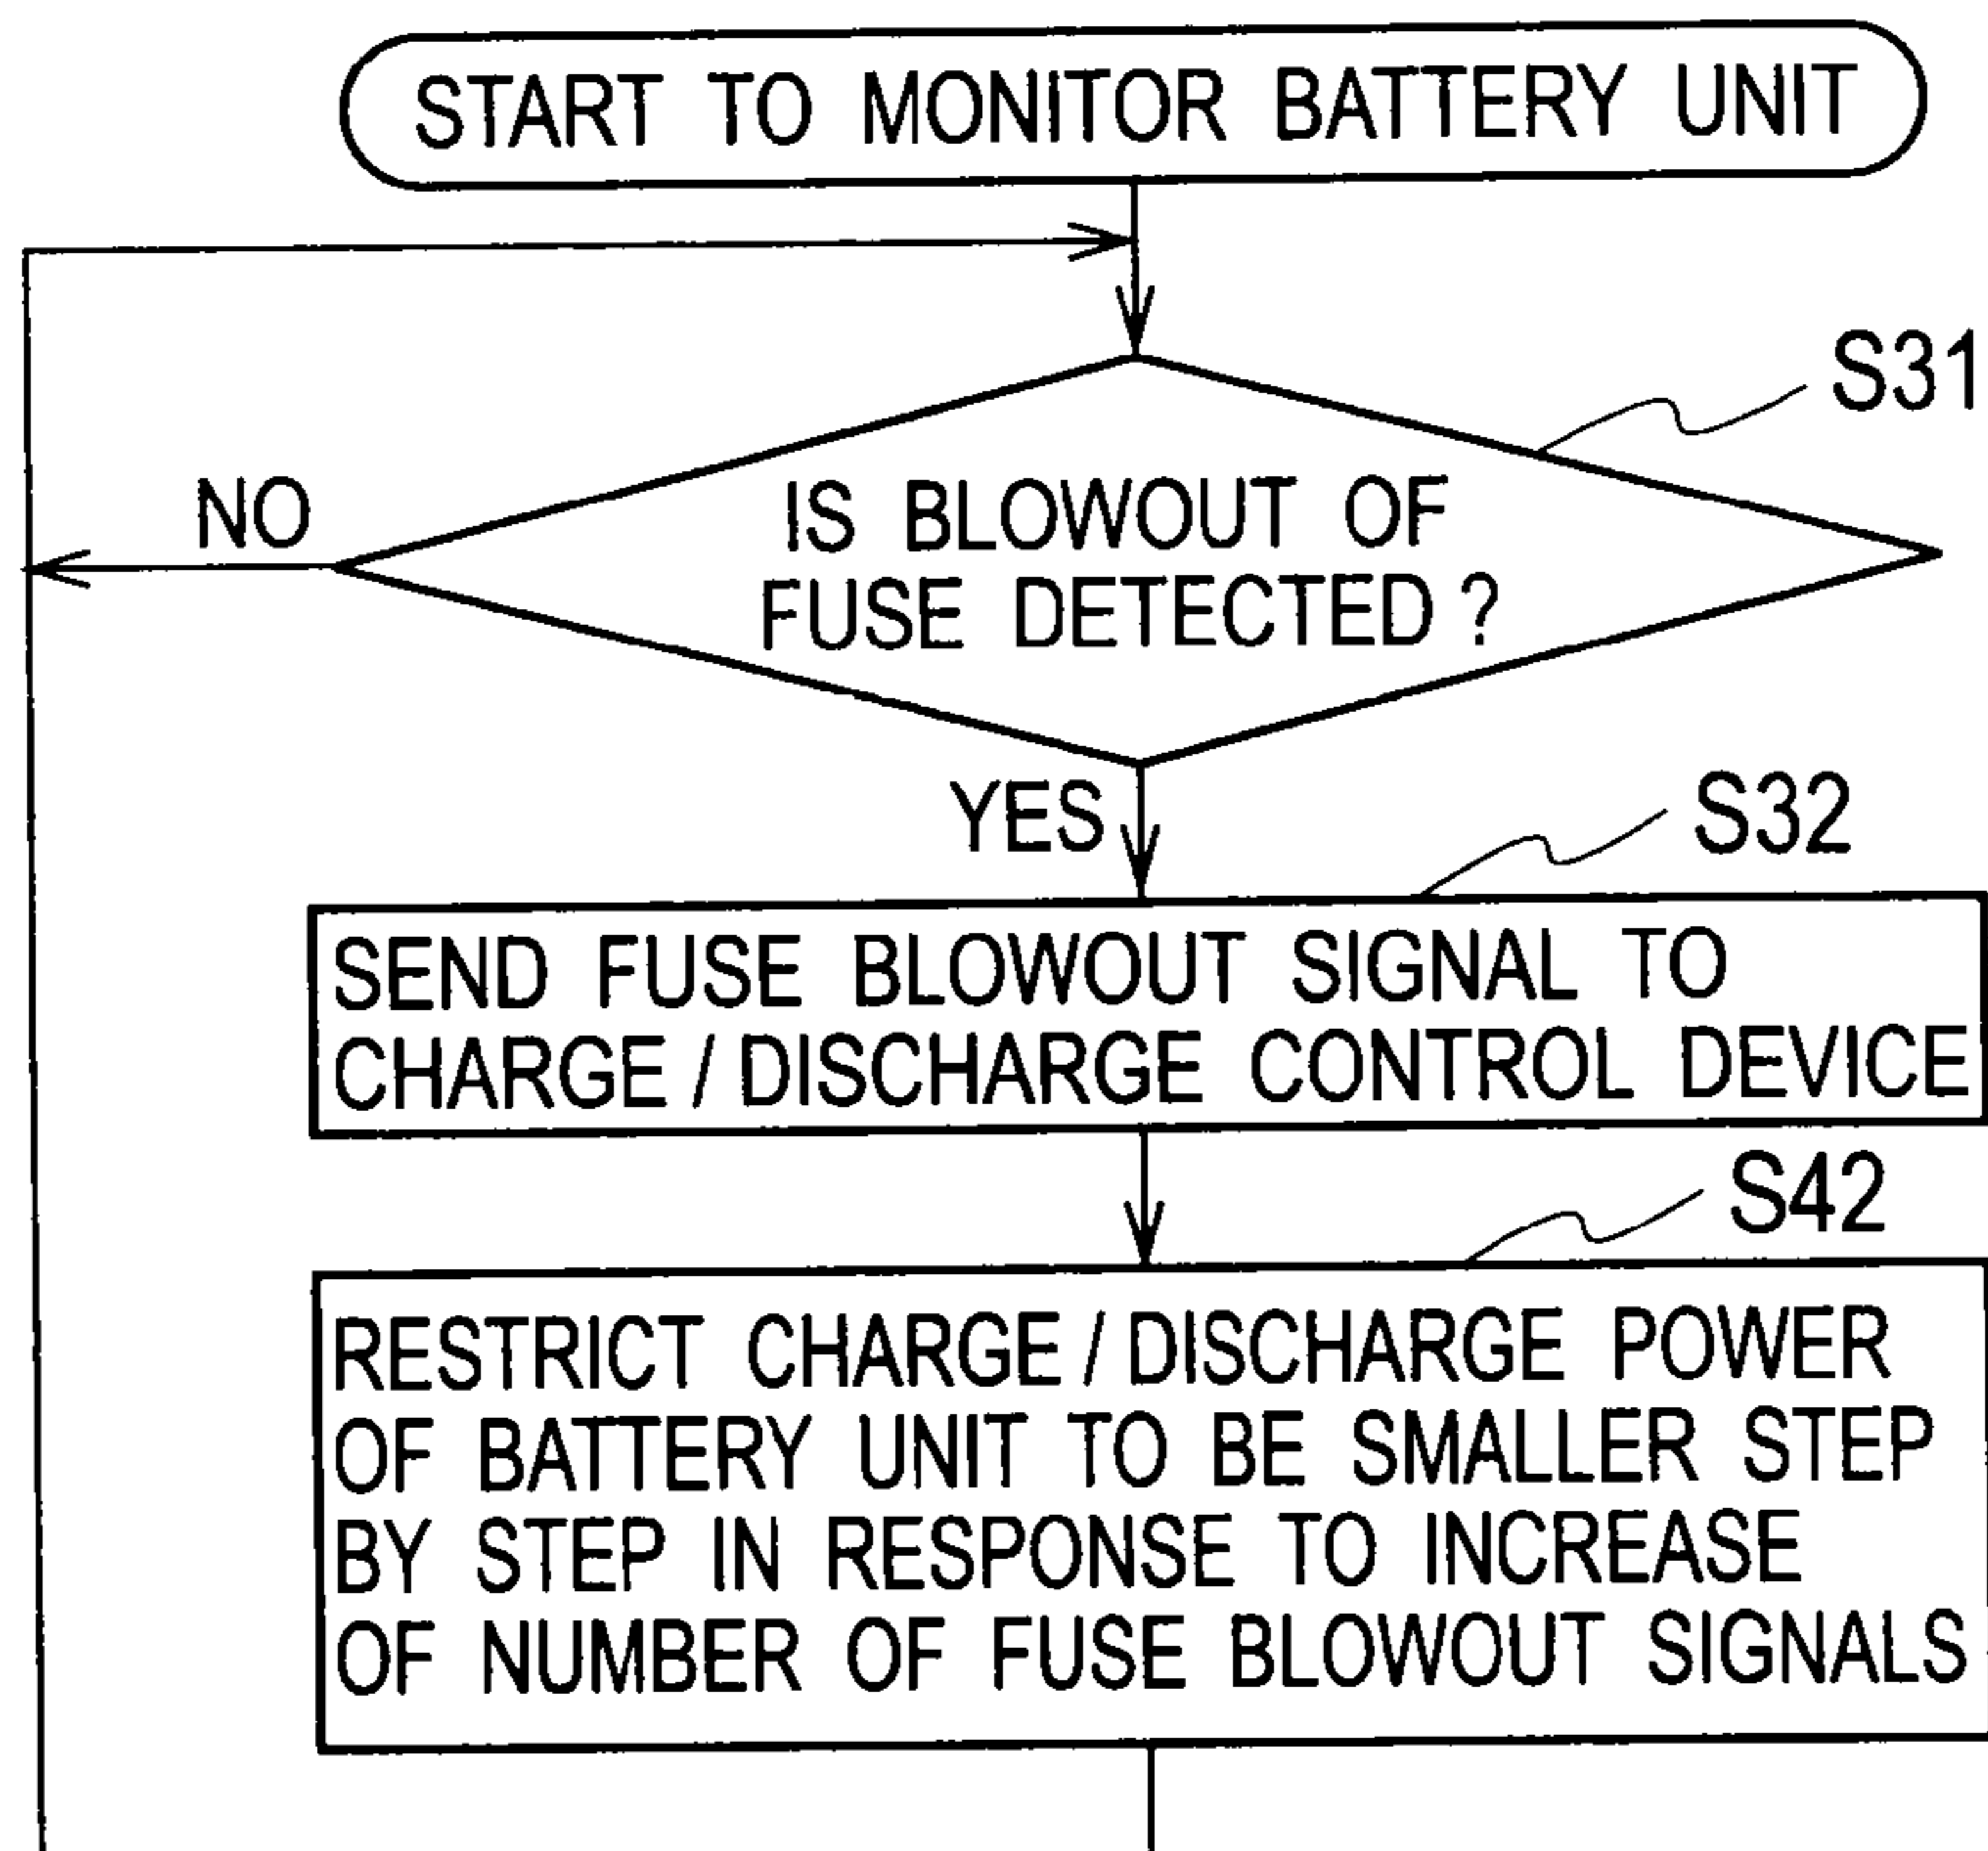 START TO MONITOR BATTERY UNIT
S31
NO
IS BLOWOUT OF
FUSE DETECTED ?
YES
S32
SEND FUSE BLOWOUT SIGNAL TO
CHARGE / DISCHARGE CONTROL DEVICE
S42
RESTRICT CHARGE / DISCHARGE POWER
OF BATTERY UNIT TO BE SMALLER STEP
BY STEP IN RESPONSE TO INCREASE
OF NUMBER OF FUSE BLOWOUT SIGNALS